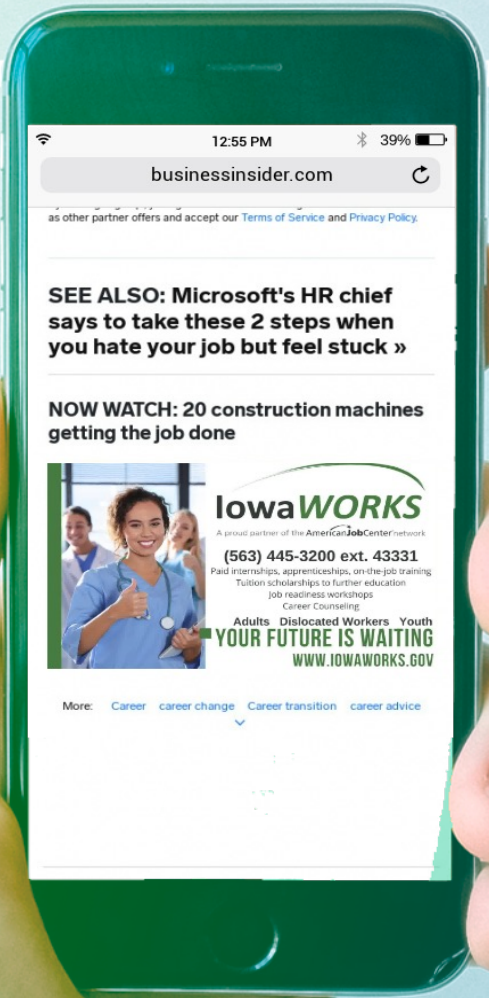 12:55 PM
39%
businessinsider.com
as other partner offers and accept our Terms of Service and Privacy Policy.
SEE ALSO: Microsoft's HR chief
says to take these 2 steps when
you hate your job but feel stuck »
NOW WATCH: 20 construction machines
getting the job done
IowaWORKS
A proud partner of the AmericanJobCenter network
(563) 445-3200 ext. 43331
Paid internships, apprenticeships, on-the-job training
Tuition scholarships to further education
Job readiness workshops
Career Counseling
Adults Dislocated Workers Youth
YOUR FUTURE IS WAITING
WWW.IOWAWORKS.GOV
More: Career career change Career transition career advice